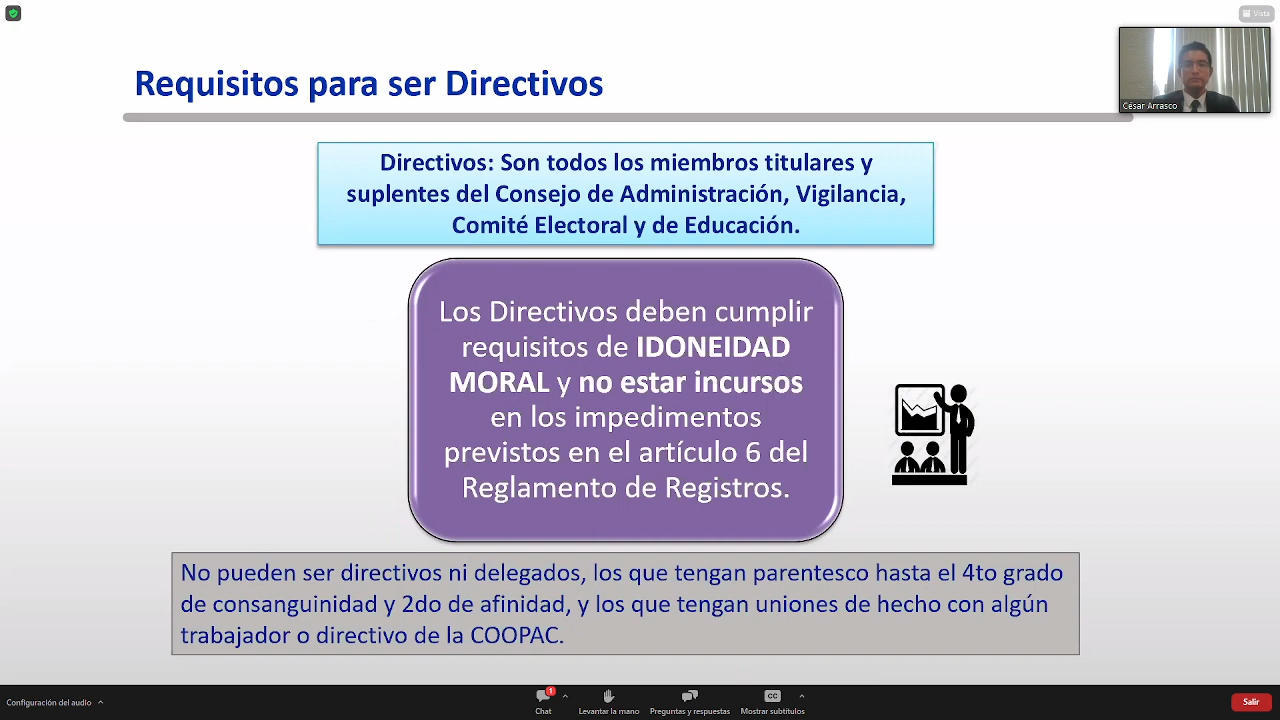 Vista
Requisitos para ser Directivos
César Arrasco
Directivos: Son todos los miembros titulares y
suplentes del Consejo de Administración, Vigilancia,
Comité Electoral y de Educación.
Los Directivos deben cumplir
requisitos de IDONEIDAD
MORAL y no estar incursos
en los impedimentos
previstos en el artículo 6 del
Reglamento de Registros.
No pueden ser directivos ni delegados, los que tengan parentesco hasta el 4to grado
de consanguinidad y 2do de afinidad, y los que tengan uniones de hecho con algún
trabajador o directivo de la COOPAC.
Configuración del audio
1
Chat
Levantar la mano
Preguntas y respuestas
CC
Mostrar subtítulos
Salir